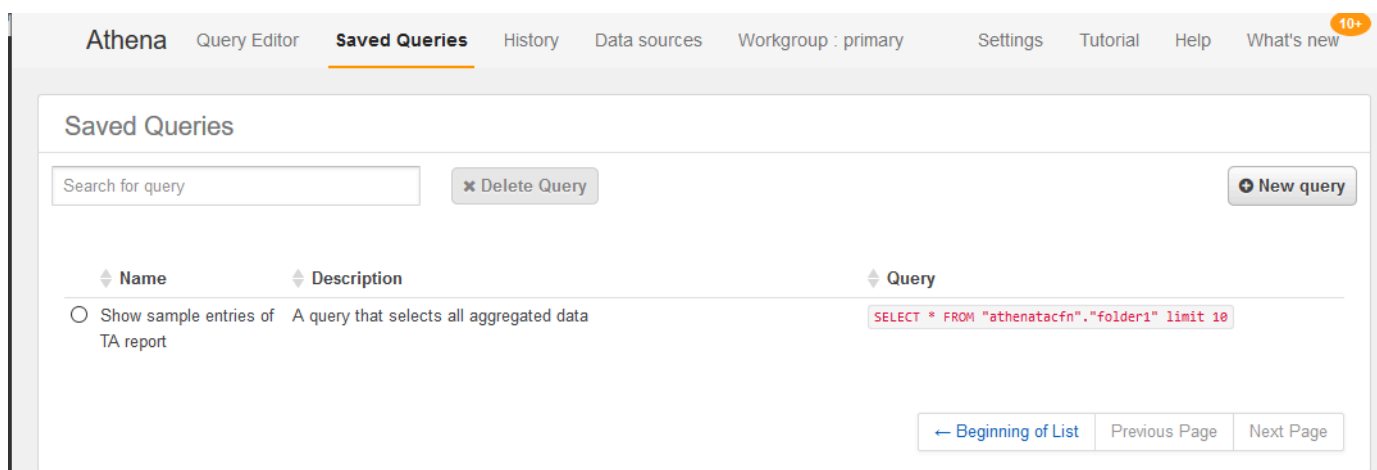 10+
Athena Query Editor Saved Queries History Data sources Workgroup : primary Settings Tutorial Help What's new
Saved Queries
Search for query Delete Query New query
Name Description Query
Show sample entries of A query that selects all aggregated data SELECT * FROM "athenatacfn"."folder1" limit 10
TA report
← Beginning of List Previous Page Next Page